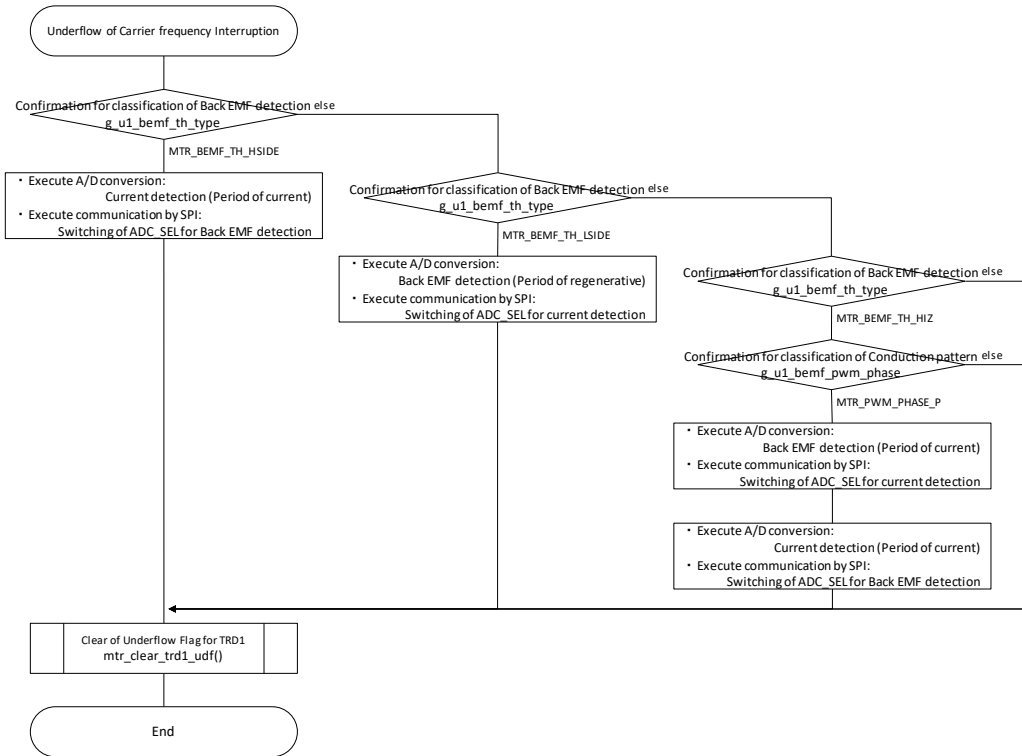 Underflow of Carrier frequency Interruption
Confirmation for classification of Back EMF detection else
g_u1_bemf_th_type
MTR_BEMF_TH_HSIDE
・ Execute A/D conversion:
Current detection (Period of current)
・ Execute communication by SPI:
Switching of ADC_SEL for Back EMF detection
Confirmation for classification of Back EMF detection else
g_u1_bemf_th_type
MTR_BEMF_TH_LSIDE
・ Execute A/D conversion:
Back EMF detection (Period of regenerative)
・ Execute communication by SPI:
Switching of ADC_SEL for current detection
Confirmation for classification of Back EMF detection else
g_u1_bemf_th_type
MTR_BEMF_TH_HIZ
Confirmation for classification of Conduction pattern else
g_u1_bemf_pwm_phase
MTR_PWM_PHASE_P
・ Execute A/D conversion:
Back EMF detection (Period of current)
・ Execute communication by SPI:
Switching of ADC_SEL for current detection
・ Execute A/D conversion:
Current detection (Period of current)
・ Execute communication by SPI:
Switching of ADC_SEL for Back EMF detection
Clear of Underflow Flag for TRD1
mtr_clear_trd1_udf()
End